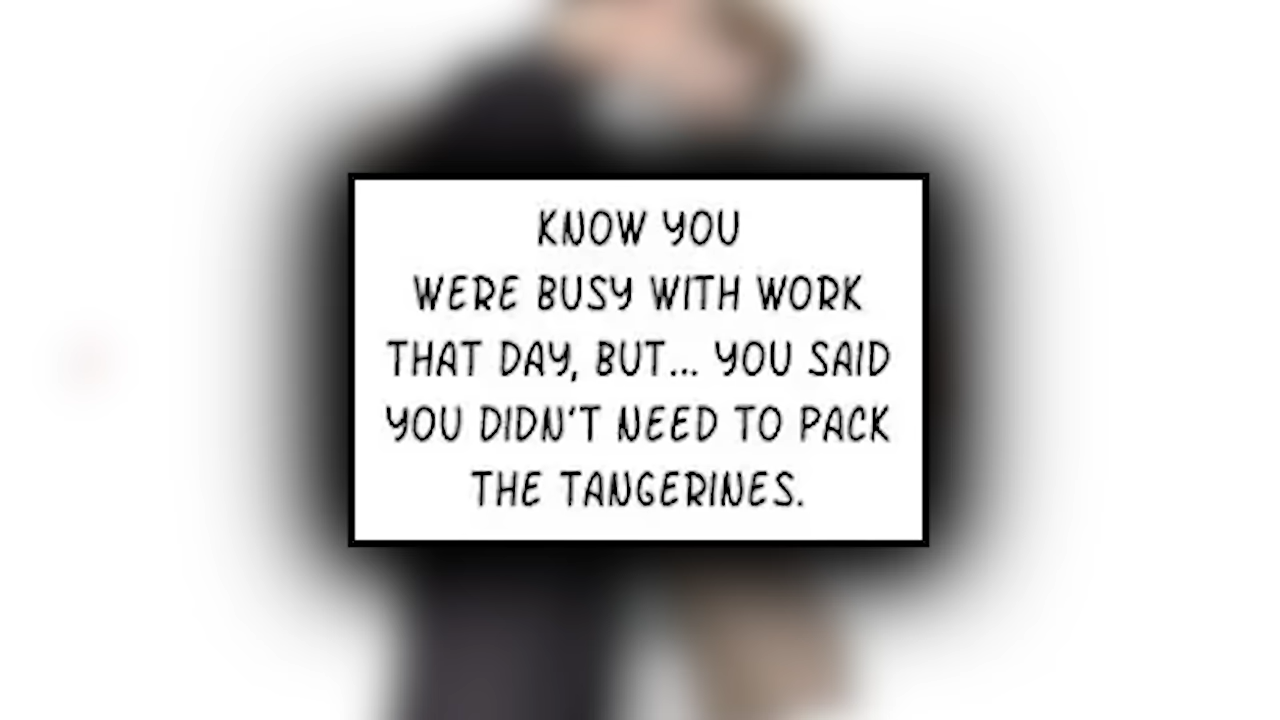 KNOW YOU
WERE BUSY WITH WORK
THAT DAY, BUT... YOU SAID
YOU DIDN'T NEED TO PACK
THE TANGERINES.